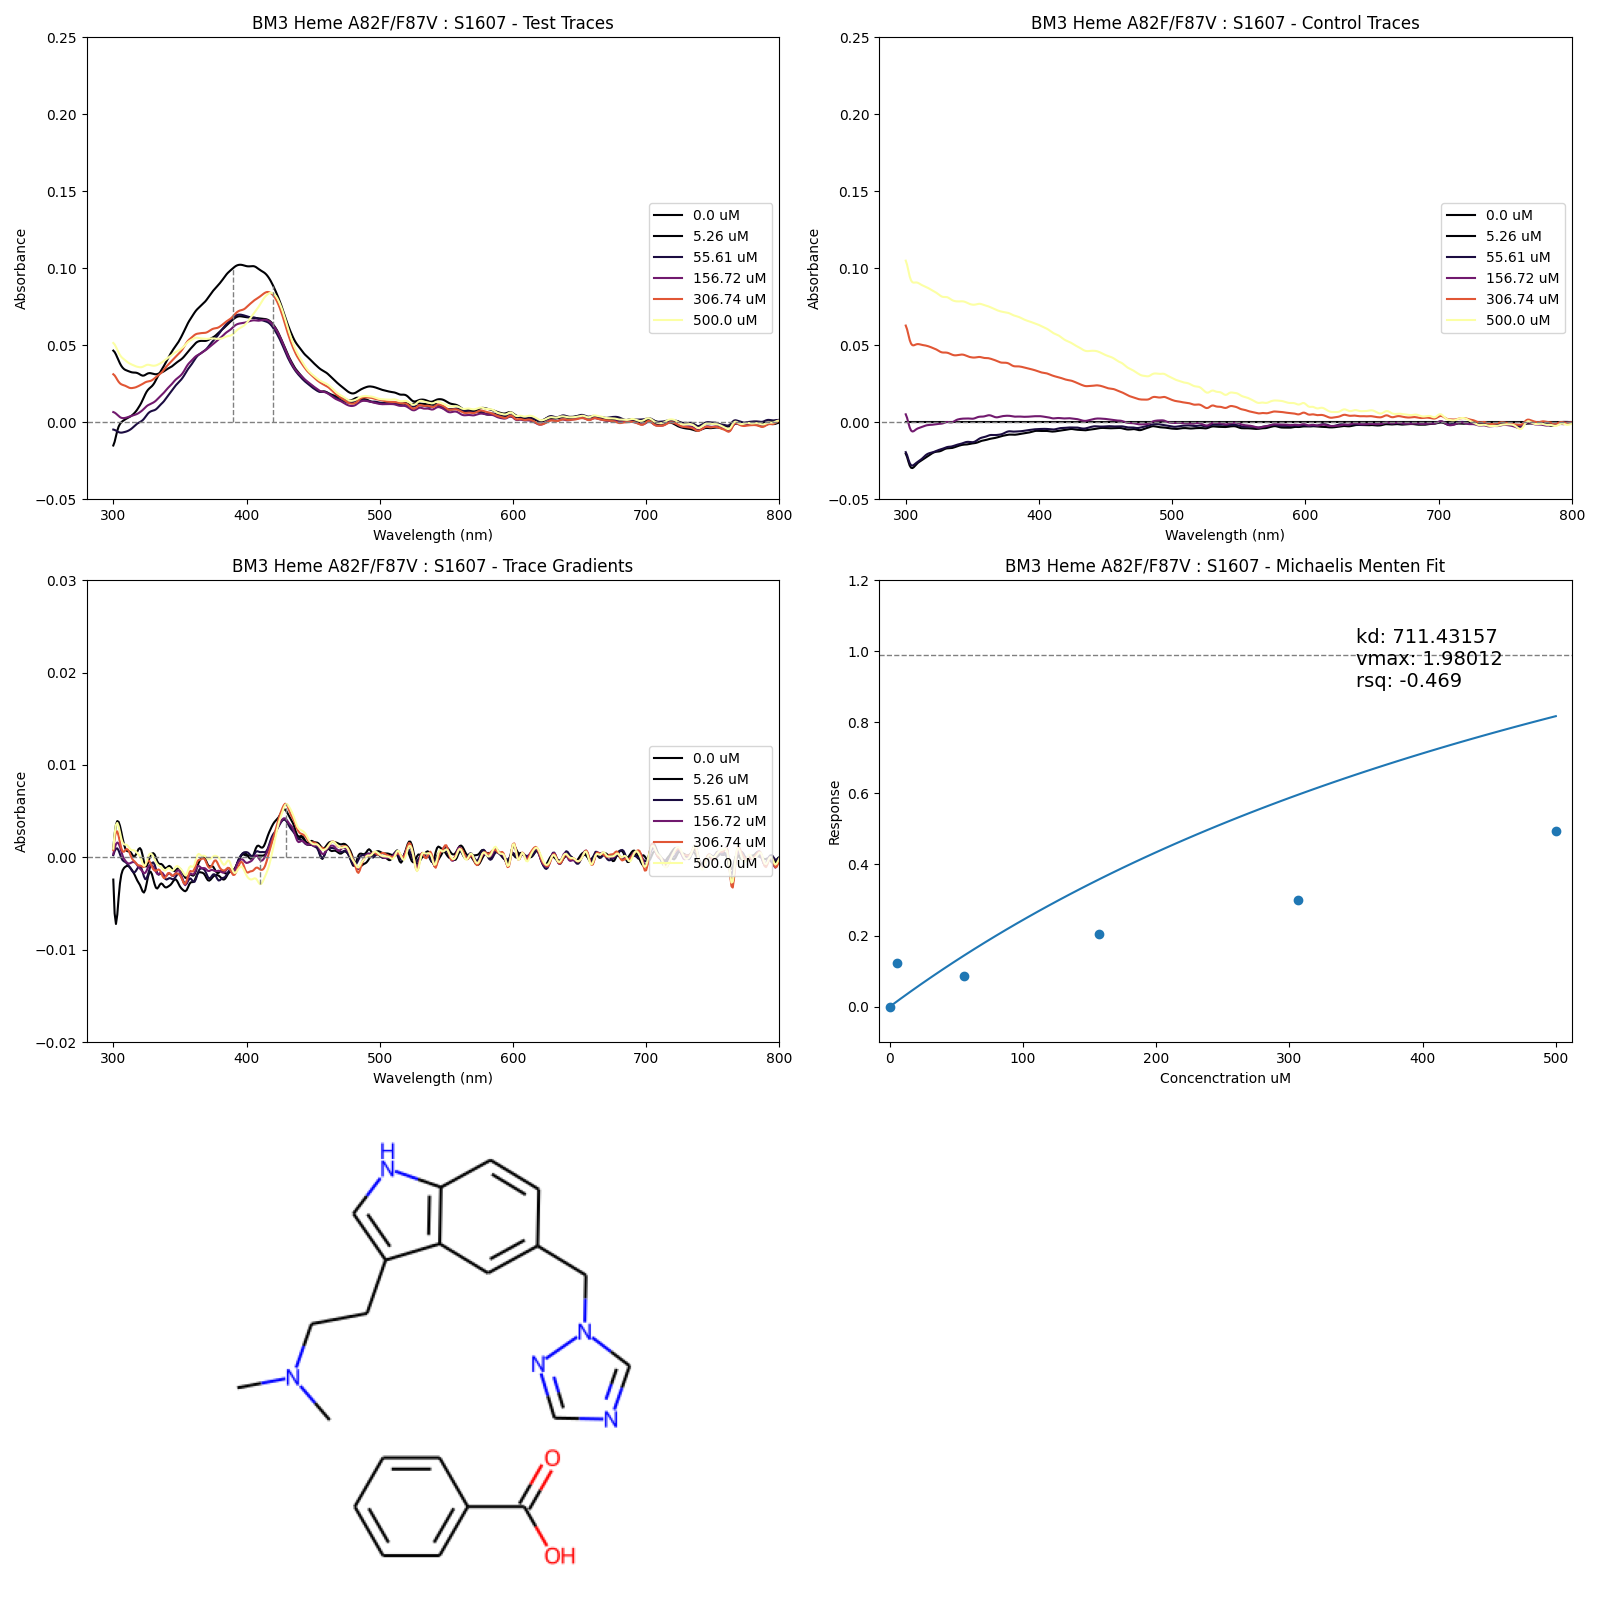 BM3 Heme A82F/F87V : S1607 - Test Traces
0.25
0.20
0.15
0.10
0.05
0.00
−0.05
Absorbance
300 400 500 600 700 800
Wavelength (nm)
0.0 uM
5.26 uM
55.61 uM
156.72 uM
306.74 uM
500.0 uM
BM3 Heme A82F/F87V : S1607 - Control Traces
0.25
0.20
0.15
0.10
0.05
0.00
−0.05
Absorbance
300 400 500 600 700 800
Wavelength (nm)
0.0 uM
5.26 uM
55.61 uM
156.72 uM
306.74 uM
500.0 uM
BM3 Heme A82F/F87V : S1607 - Trace Gradients
0.03
0.02
0.01
0.00
−0.01
−0.02
Absorbance
300 400 500 600 700 800
Wavelength (nm)
0.0 uM
5.26 uM
55.61 uM
156.72 uM
306.74 uM
500.0 uM
BM3 Heme A82F/F87V : S1607 - Michaelis Menten Fit
1.2
1.0
0.8
0.6
0.4
0.2
0.0
Response
0 100 200 300 400 500
Concenctration uM
kd: 711.43157
vmax: 1.98012
rsq: -0.469
H
N
N
N
N
N
O
OH